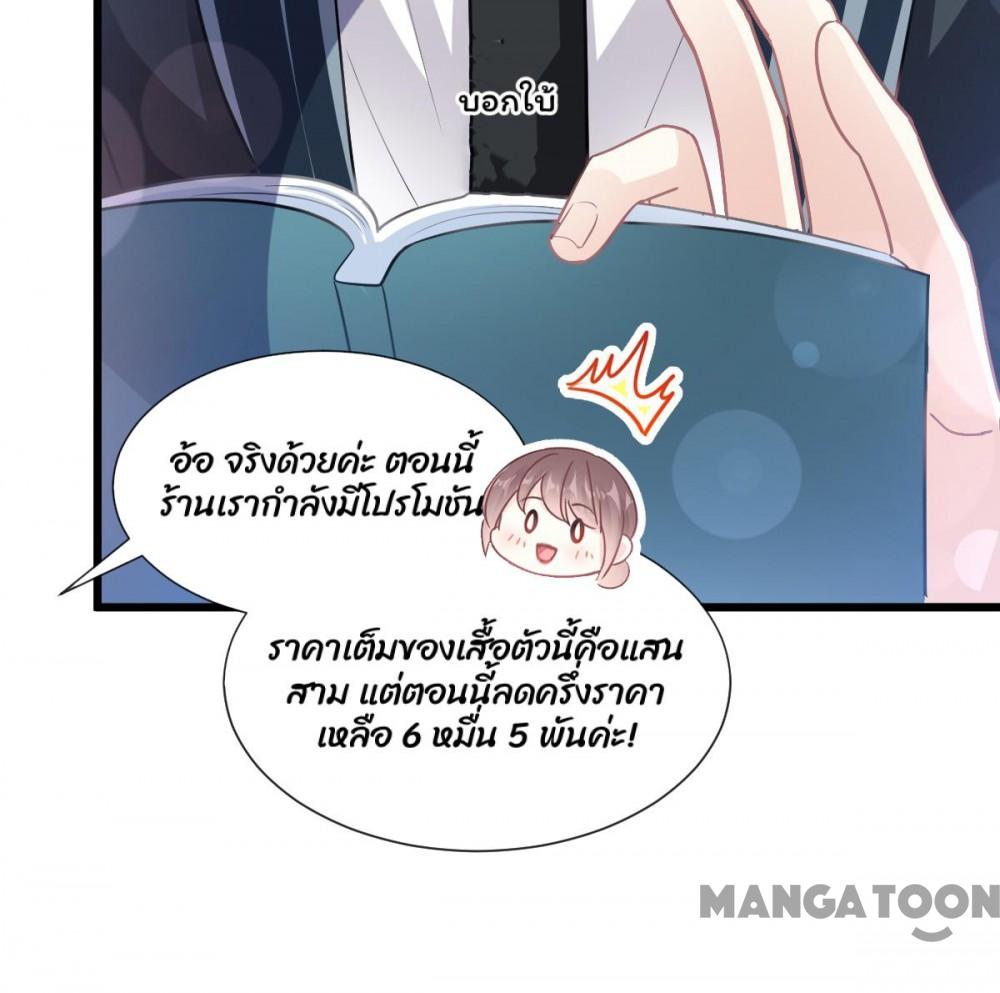 บอกใบ้
อ้อ จริงด้วยค่ะ ตอนนี้
ร้านเรากำลังมีโปรโมชัน
ราคาเต็มของเสื้อตัวนี้คือแสน
สาม แต่ตอนนี้ลดครึ่งราคา
เหลือ 6 หมื่น 5 พันค่ะ!
MANGATOON